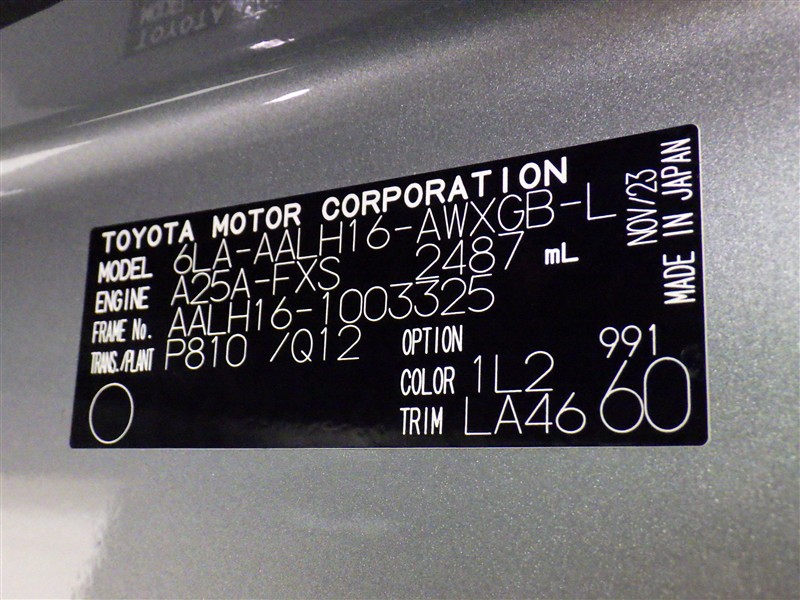 TOYOTA MOTOR CORPORATION
MODEL 6LA-AALH16-AWXGB-L
ENGINE A25A-FXS 2487 mL
FRAME No. AALH16-1003325
TRANS./PLANT P810 /Q12
OPTION 991
COLOR 1L2
TRIM LA46 60
NOV/23
MADE IN JAPAN